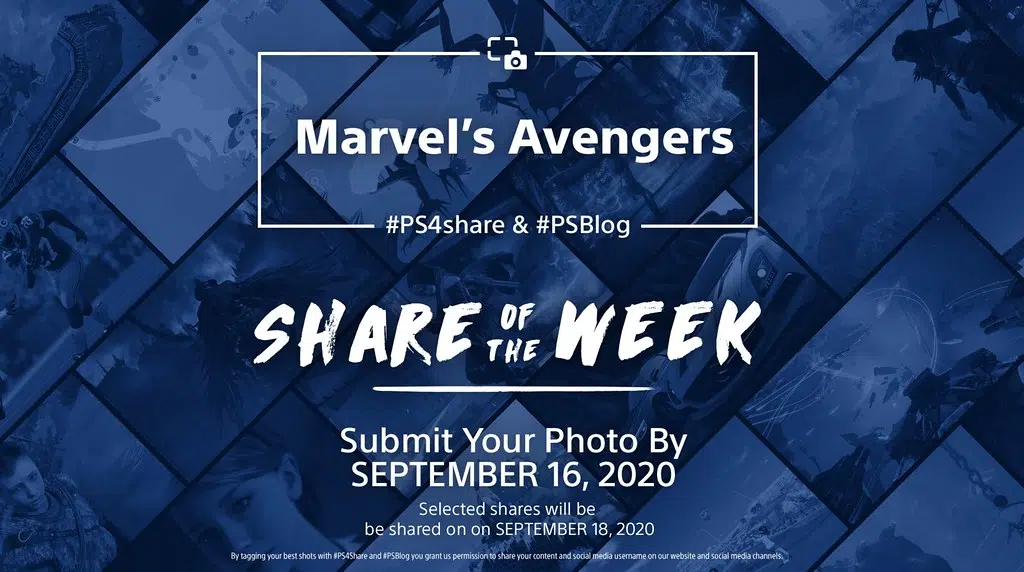 Marvel's Avengers
#PS4share & #PSBlog
SHARE OF THE WEEK
Submit Your Photo By
SEPTEMBER 16, 2020
Selected shares will be
be shared on on SEPTEMBER 18, 2020
By tagging your best shots with #PS4Share and #PSBlog you grant us permission to share your content and social media username on our website and social media channels.